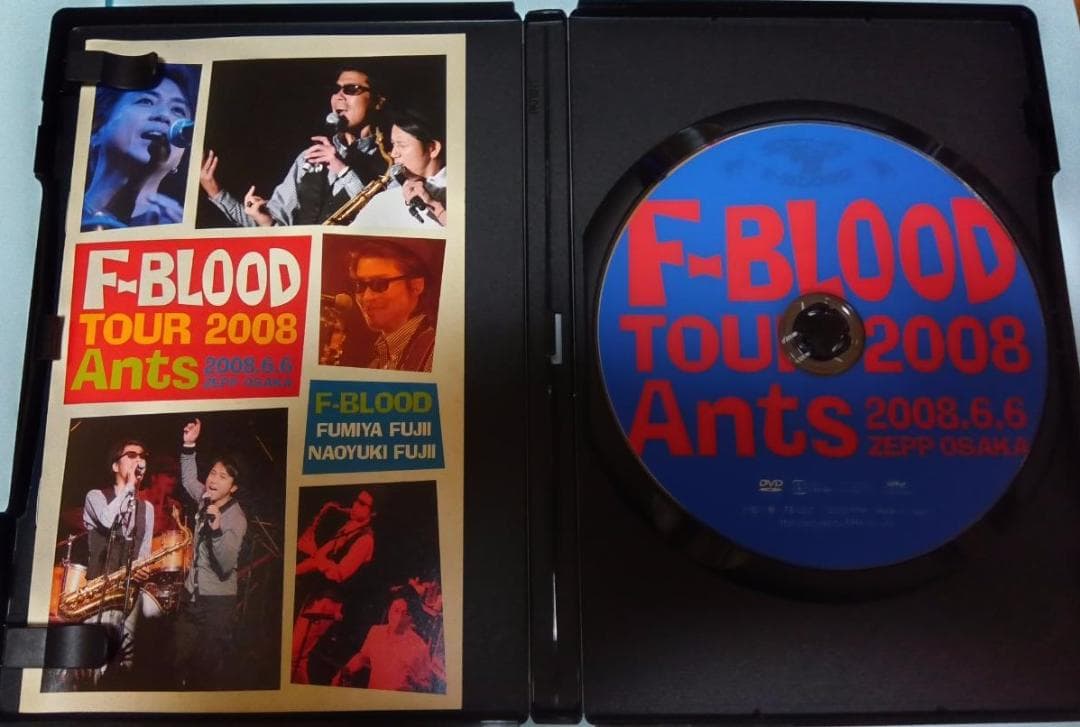 F-BLOOD
TOUR 2008
Ants 2008.6.6
ZEPP OSAKA
F-BLOOD
FUMIYA FUJII
NAOYUKI FUJII
F-BLOOD
TOUR 2008
Ants 2008.6.6
ZEPP OSAKA
DVD